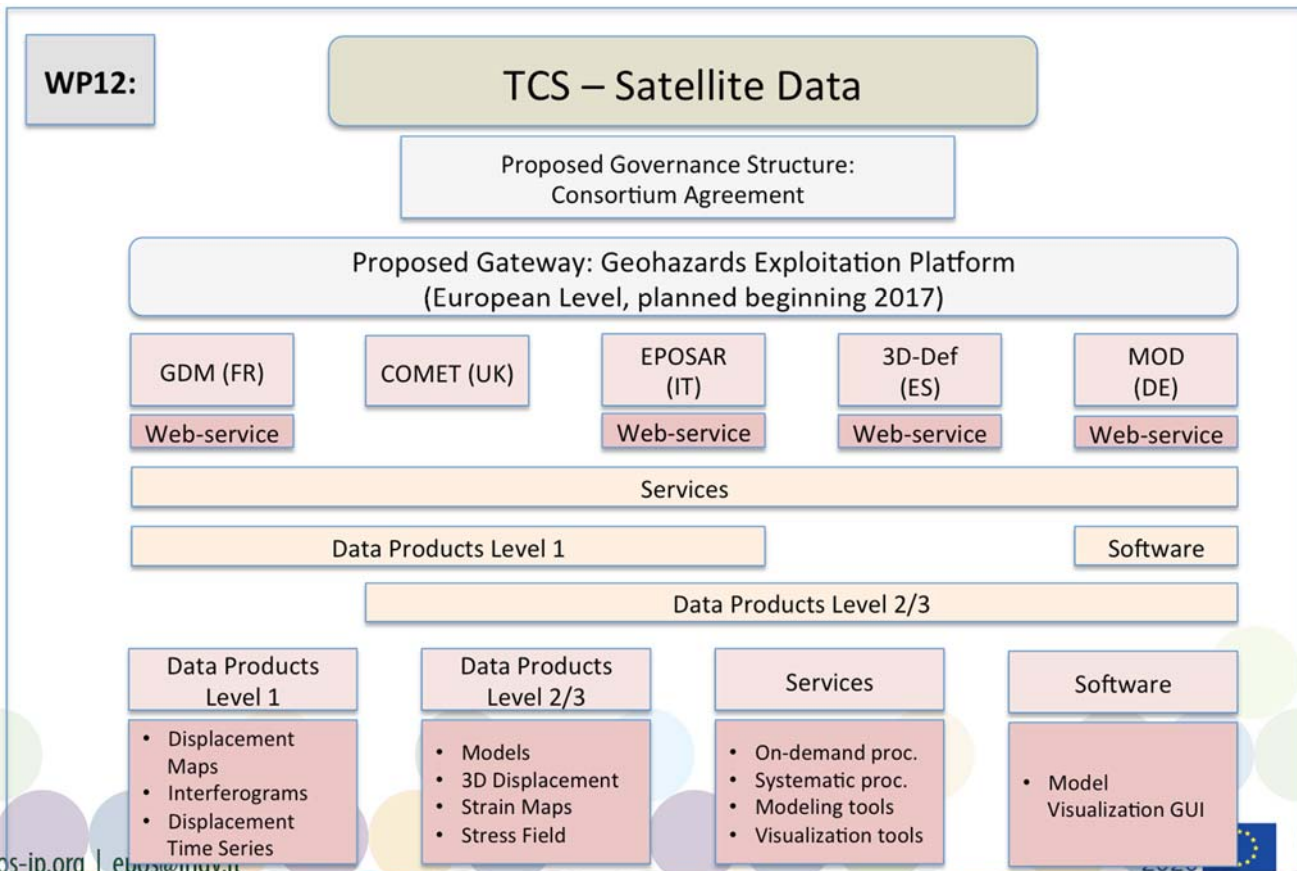 WP12:
TCS – Satellite Data
Proposed Governance Structure:
Consortium Agreement
Proposed Gateway: Geohazards Exploitation Platform
(European Level, planned beginning 2017)
GDM (FR)
COMET (UK)
EPOSAR
(IT)
3D-Def
(ES)
MOD
(DE)
Web-service
Web-service
Web-service
Web-service
Services
Data Products Level 1
Software
Data Products Level 2/3
Data Products
Level 1
• Displacement
Maps
• Interferograms
• Displacement
Time Series
Data Products
Level 2/3
• Models
• 3D Displacement
• Strain Maps
• Stress Field
Services
• On-demand proc.
• Systematic proc.
• Modeling tools
• Visualization tools
Software
• Model
Visualization GUI
os-ip.org |